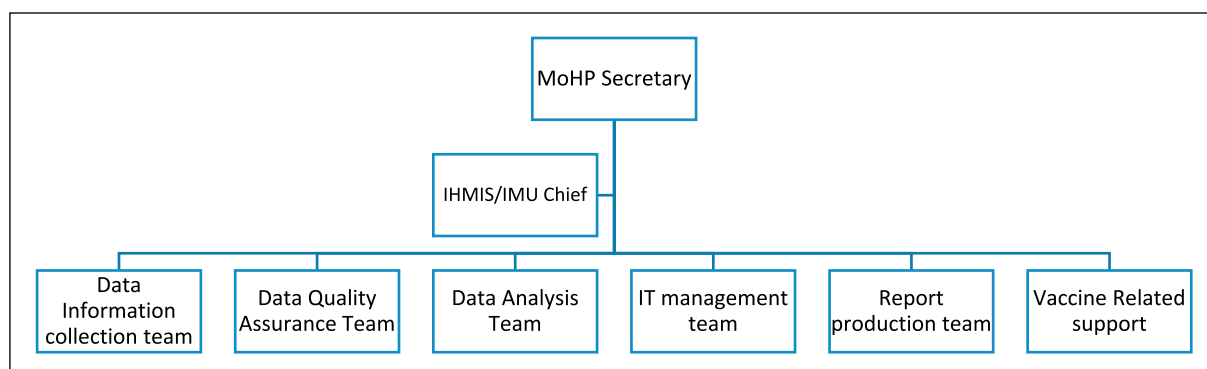 MoHP Secretary
IHMIS/IMU Chief
Data
Information
collection team
Data Quality
Assurance Team
Data Analysis
Team
IT management
team
Report
production team
Vaccine Related
support